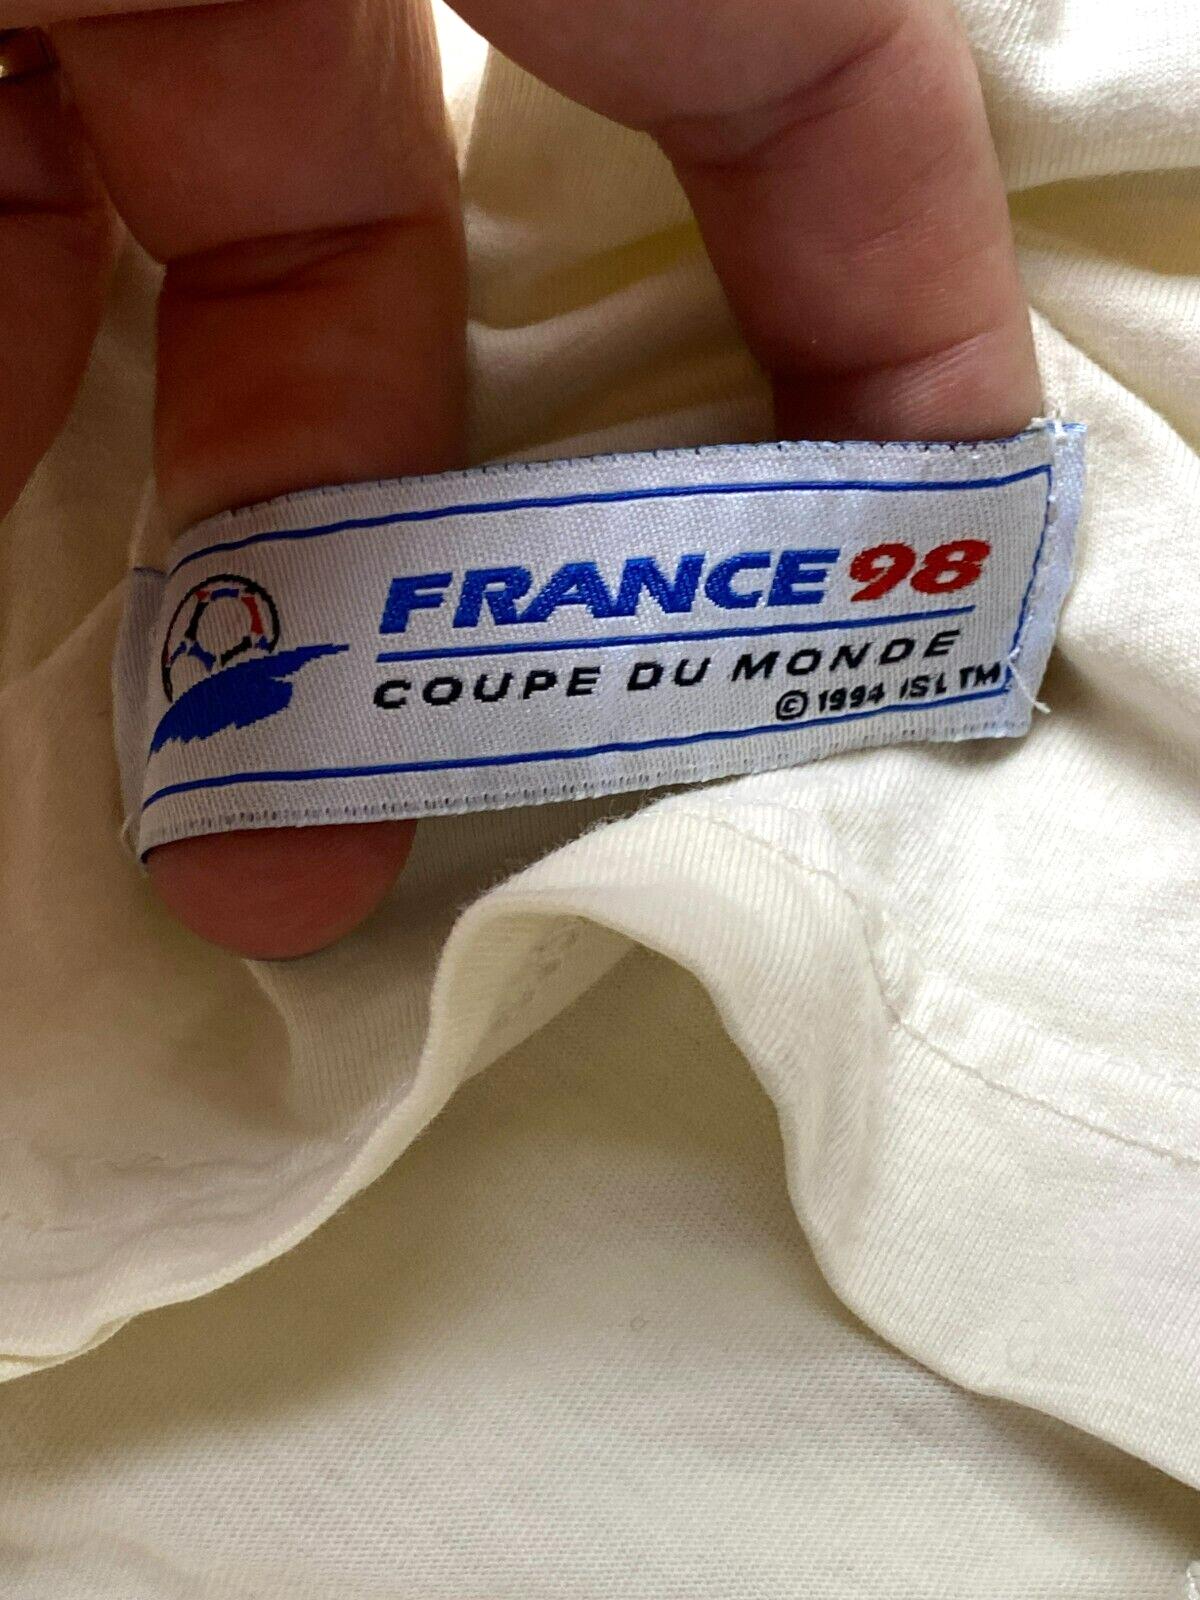 FRANCE 98
COUPE DU MONDE
© 1994 ISL TM